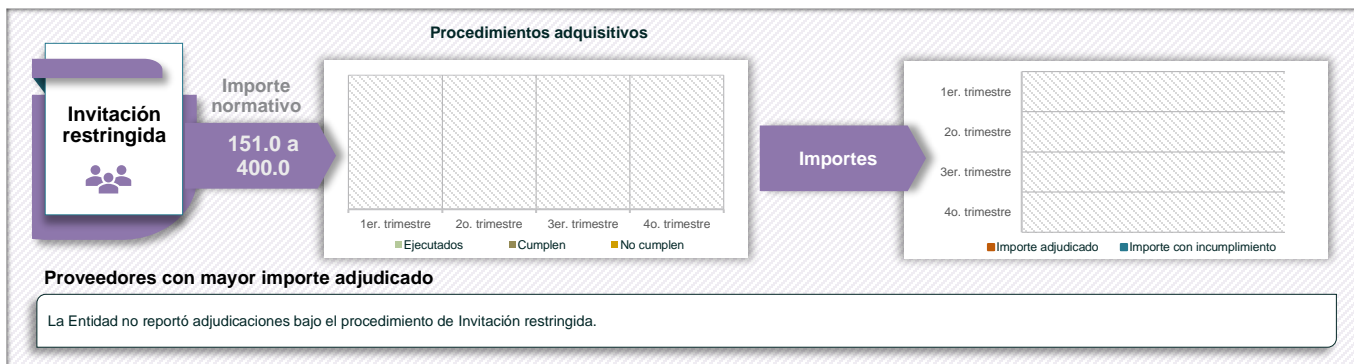 Procedimientos adquisitivos
Invitación
restringida
Importe
normativo
151.0 a
400.0
1er. trimestre
2o. trimestre
3er. trimestre
4o. trimestre
Ejecutados
Cumplen
No cumplen
Importes
1er. trimestre
2o. trimestre
3er. trimestre
4o. trimestre
Importe adjudicado
Importe con incumplimiento
Proveedores con mayor importe adjudicado
La Entidad no reportó adjudicaciones bajo el procedimiento de Invitación restringida.